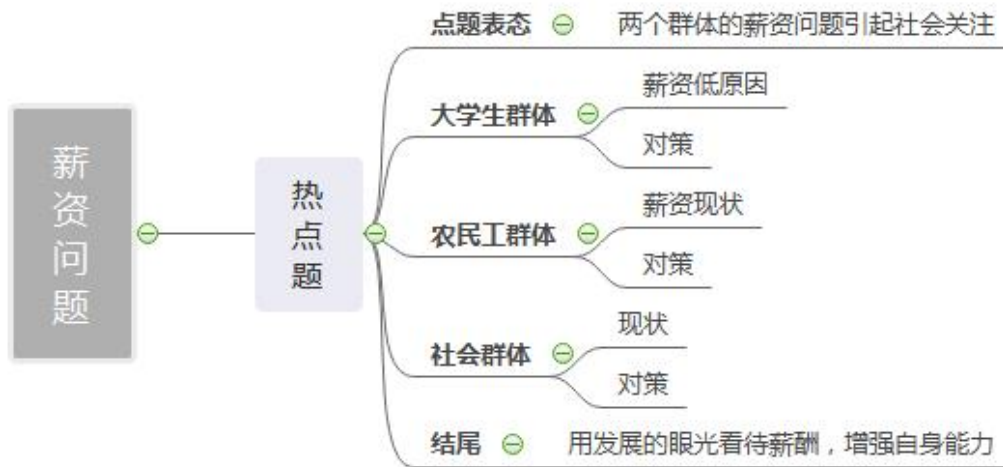 薪资问题
热点题
点题表态
两个群体的薪资问题引起社会关注
大学生群体
薪资低原因
对策
农民工群体
薪资现状
对策
社会群体
现状
对策
结尾
用发展的眼光看待薪酬，增强自身能力